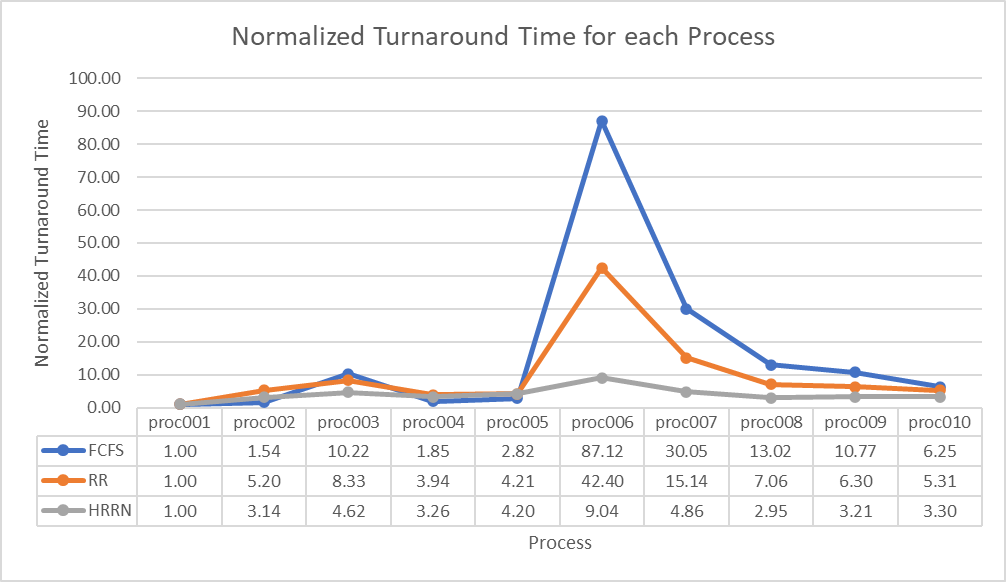 Normalized Turnaround Time for each Process
Normalized Turnaround Time
100.00
90.00
80.00
70.00
60.00
50.00
40.00
30.00
20.00
10.00
0.00
proc001 proc002 proc003 proc004 proc005 proc006 proc007 proc008 proc009 proc010
FCFS 1.00 1.54 10.22 1.85 2.82 87.12 30.05 13.02 10.77 6.25
RR 1.00 5.20 8.33 3.94 4.21 42.40 15.14 7.06 6.30 5.31
HRRN 1.00 3.14 4.62 3.26 4.20 9.04 4.86 2.95 3.21 3.30
Process